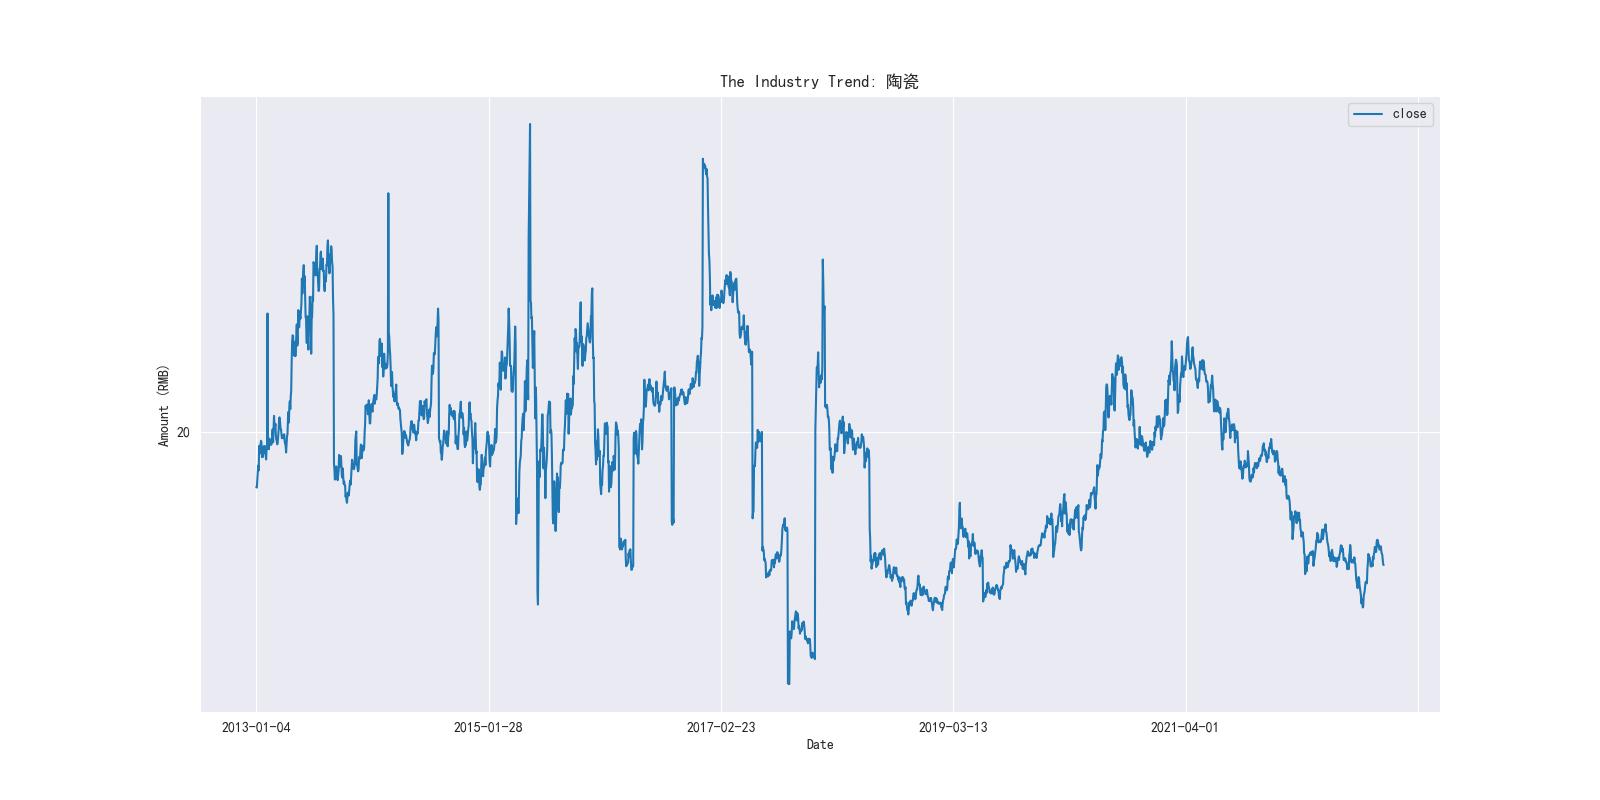 The Industry Trend: 陶瓷
close
Amount (RMB)
20
2013-01-04
2015-01-28
2017-02-23
2019-03-13
2021-04-01
Date